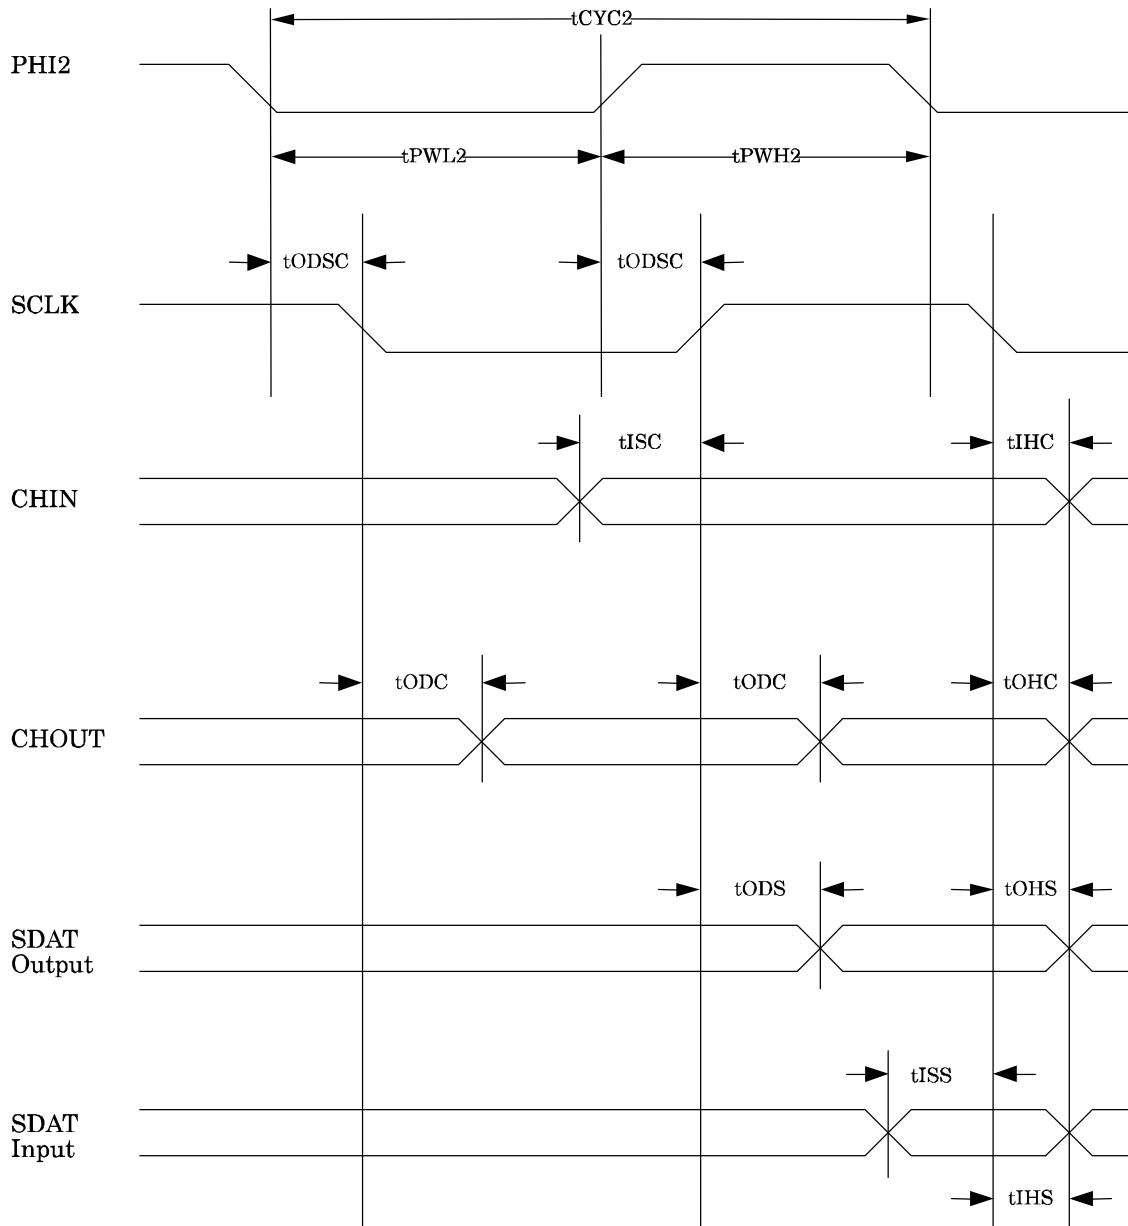 tCYC2
PHI2
tPWL2 tPWH2
tODSC tODSC
SCLK
tISC tIHC
CHIN
tODC tODC tOHC
CHOUT
tODS tOHS
SDAT
Output
tISS
SDAT
Input
tIHS